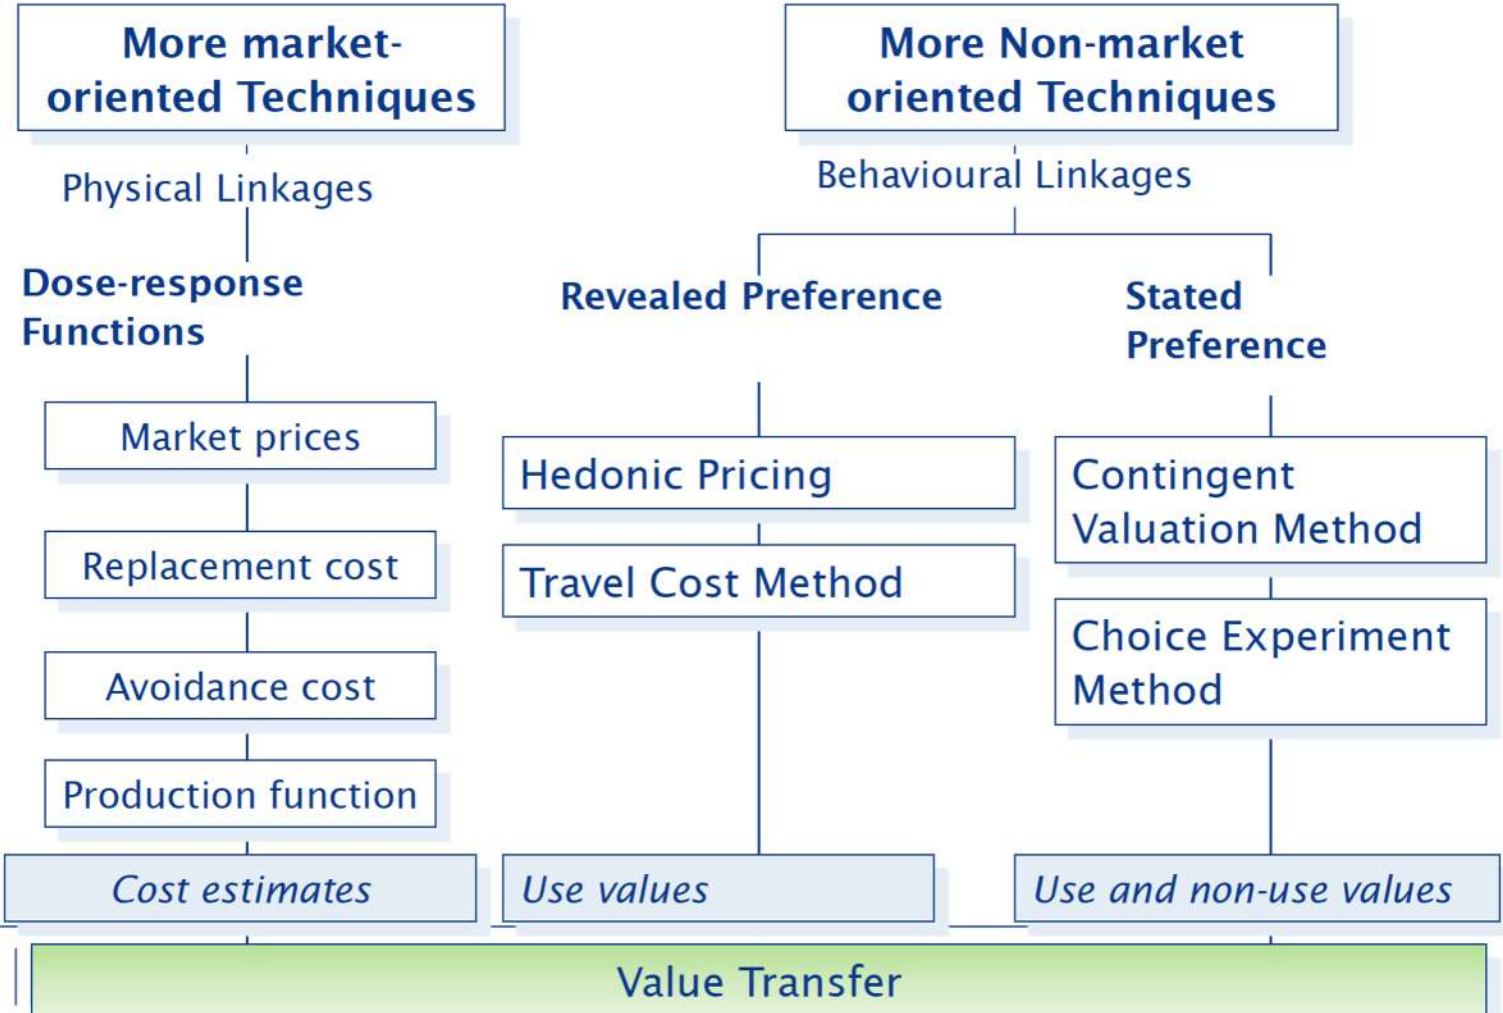 More market-
oriented Techniques
Physical Linkages
Dose-response
Functions
Market prices
Replacement cost
Avoidance cost
Production function
Cost estimates
More Non-market
oriented Techniques
Behavioural Linkages
Revealed Preference
Hedonic Pricing
Travel Cost Method
Use values
Stated
Preference
Contingent
Valuation Method
Choice Experiment
Method
Use and non-use values
Value Transfer